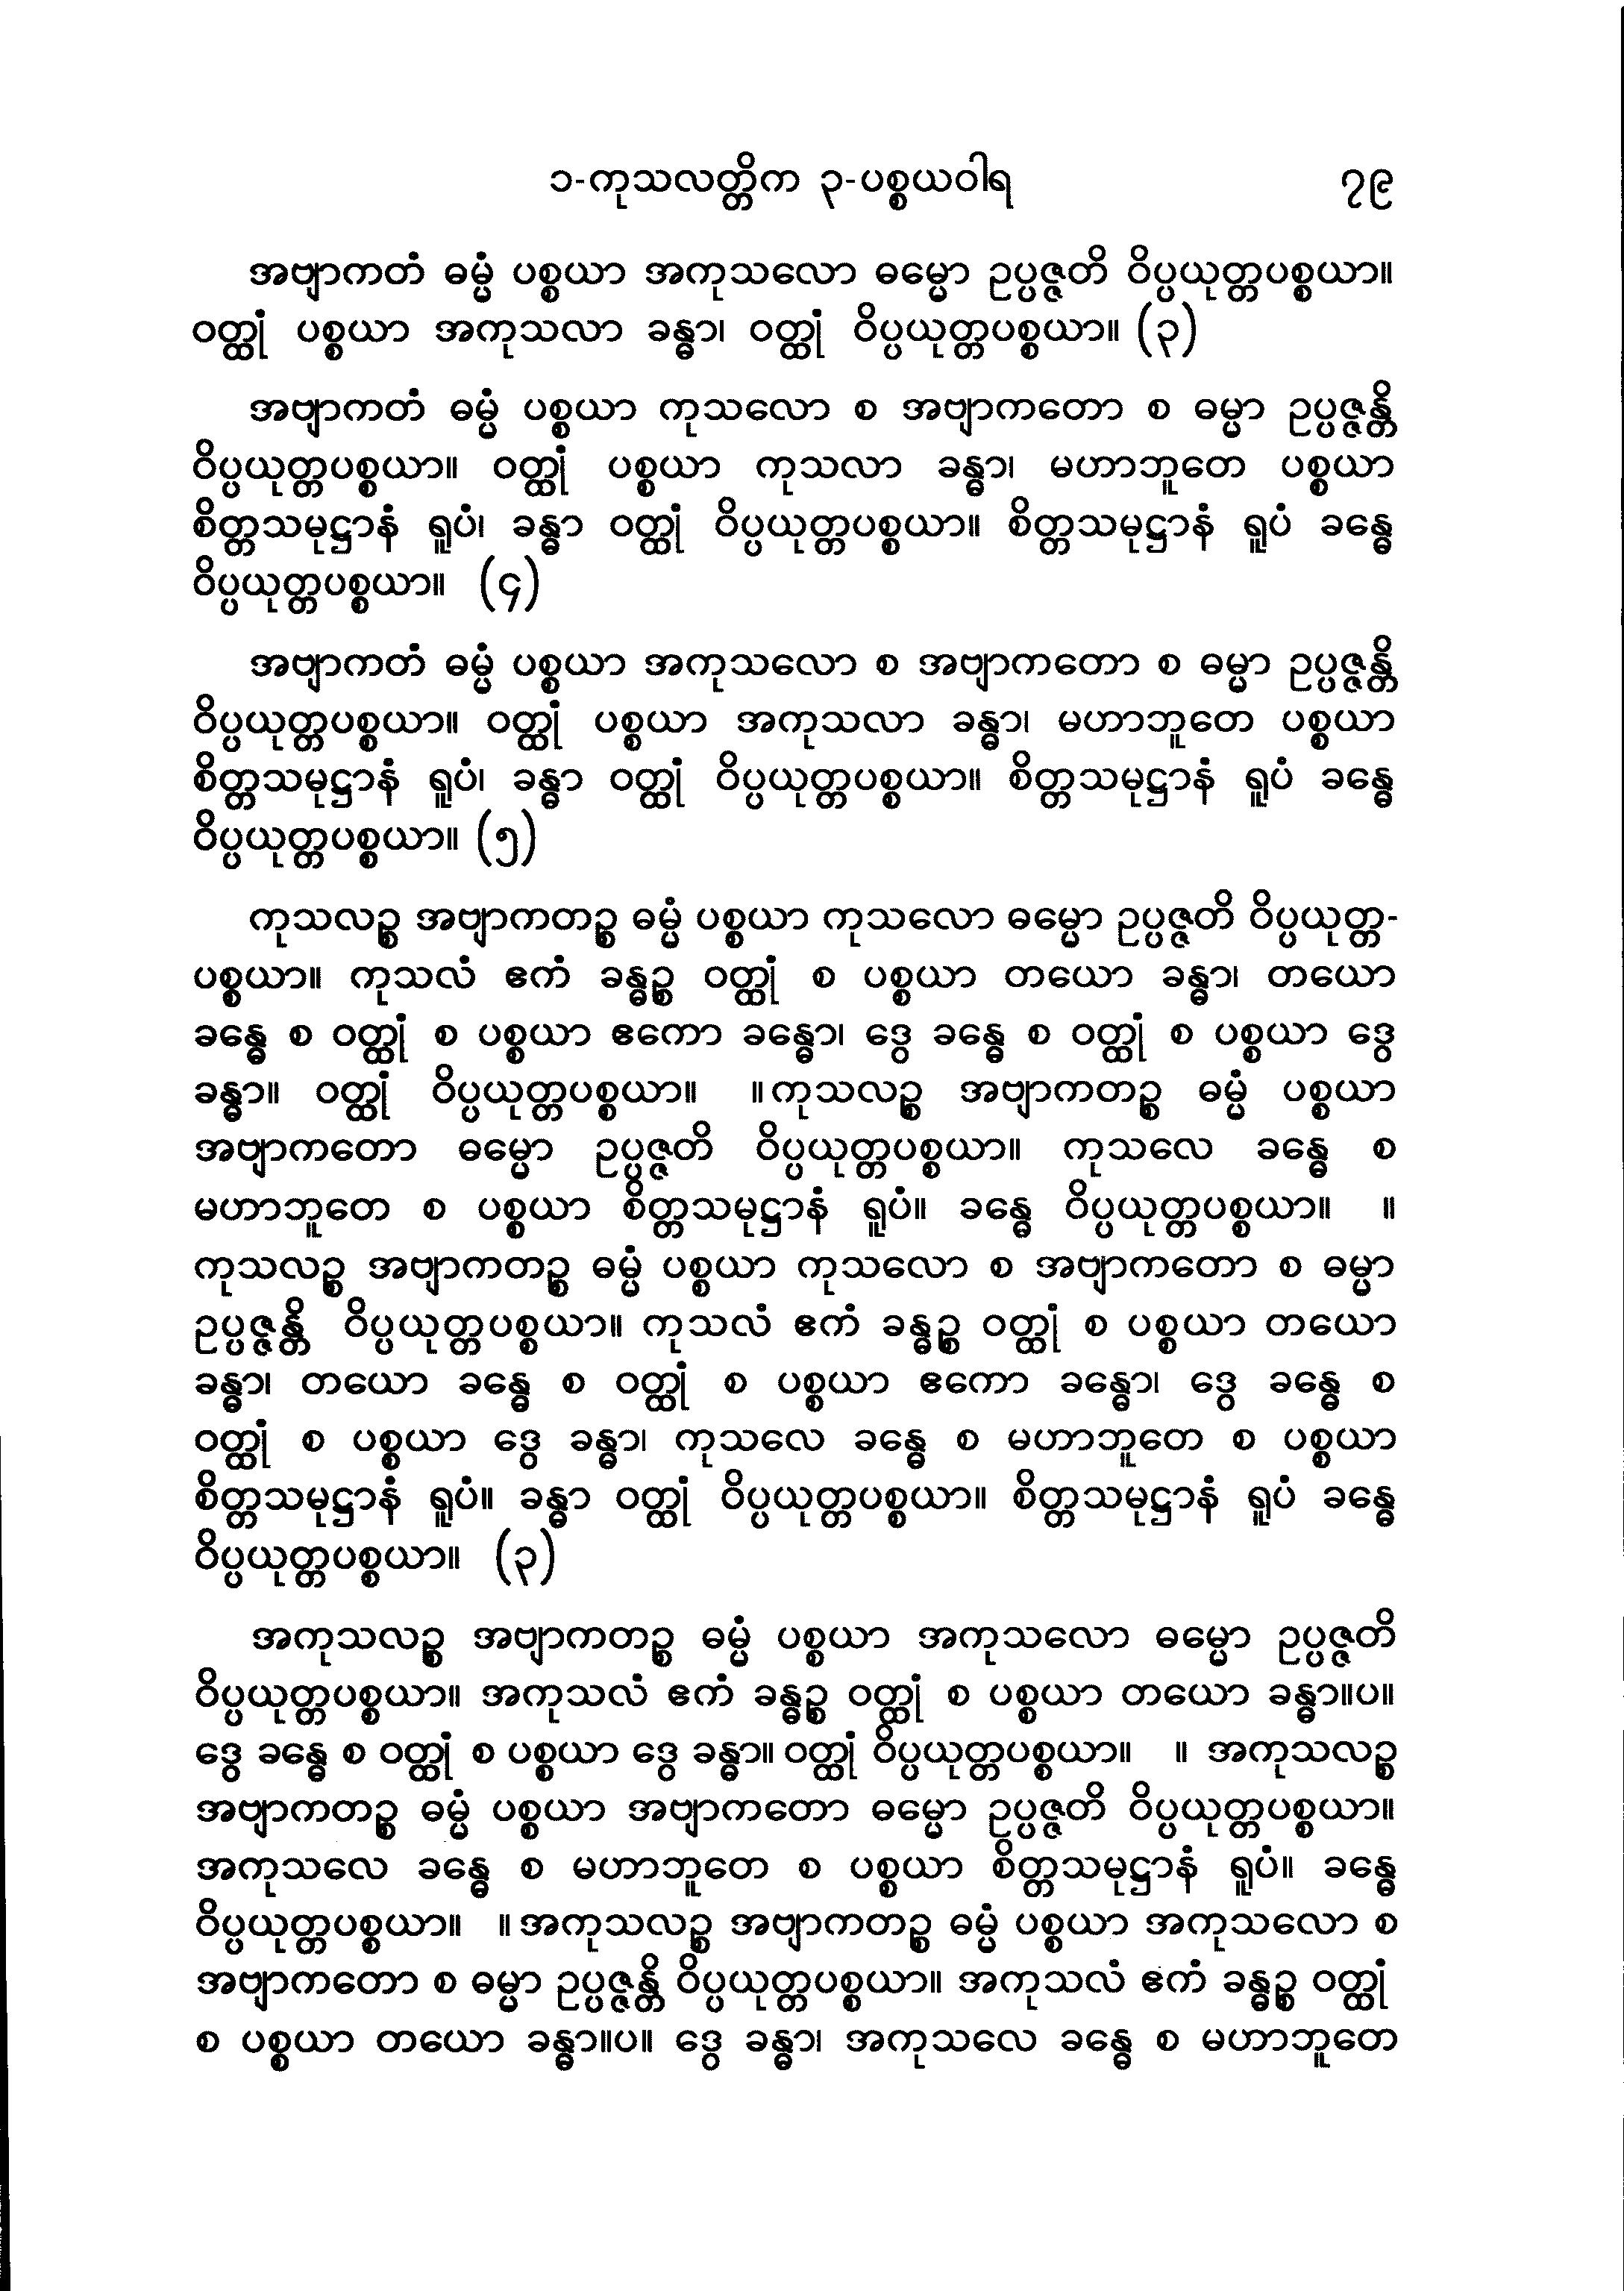 ၁-ကုသလတ္တိက ၃-ပစ္စယဝါရ ၇၉
အဗျာကတံ ဓမ္မံ ပစ္စယာ အကုသလော ဓမ္မော ဥပ္ပဇ္ဇတိ ဝိပ္ပယုတ္တပစ္စယာ။
ဝတ္ထုံ ပစ္စယာ အကုသလာ ခန္ဓာ၊ ဝတ္ထုံ ဝိပ္ပယုတ္တပစ္စယာ။ (၃)
အဗျာကတံ ဓမ္မံ ပစ္စယာ ကုသလော စ အဗျာကတော စ ဓမ္မာ ဥပ္ပဇ္ဇန္တိ
ဝိပ္ပယုတ္တပစ္စယာ။ ဝတ္ထုံ ပစ္စယာ ကုသလာ ခန္ဓာ၊ မဟာဘူတေ ပစ္စယာ
စိတ္တသမုဋ္ဌာနံ ရူပံ၊ ခန္ဓာ ဝတ္ထုံ ဝိပ္ပယုတ္တပစ္စယာ။ စိတ္တသမုဋ္ဌာနံ ရူပံ ခန္ဓေ
ဝိပ္ပယုတ္တပစ္စယာ။ (၄)
အဗျာကတံ ဓမ္မံ ပစ္စယာ အကုသလော စ အဗျာကတော စ ဓမ္မာ ဥပ္ပဇ္ဇန္တိ
ဝိပ္ပယုတ္တပစ္စယာ။ ဝတ္ထုံ ပစ္စယာ အကုသလာ ခန္ဓာ၊ မဟာဘူတေ ပစ္စယာ
စိတ္တသမုဋ္ဌာနံ ရူပံ၊ ခန္ဓာ ဝတ္ထုံ ဝိပ္ပယုတ္တပစ္စယာ။ စိတ္တသမုဋ္ဌာနံ ရူပံ ခန္ဓေ
ဝိပ္ပယုတ္တပစ္စယာ။ (၅)
ကုသလဉ္စ အဗျာကတဉ္စ ဓမ္မံ ပစ္စယာ ကုသလော ဓမ္မော ဥပ္ပဇ္ဇတိ ဝိပ္ပယုတ္တ-
ပစ္စယာ။ ကုသလံ ဧကံ ခန္ဓဉ္စ ဝတ္ထုံ စ ပစ္စယာ တယော ခန္ဓာ၊ တယော
ခန္ဓေ စ ဝတ္ထုံ စ ပစ္စယာ ဧကော ခန္ဓော၊ ဒွေ ခန္ဓေ စ ဝတ္ထုံ စ ပစ္စယာ ဒွေ
ခန္ဓာ။ ဝတ္ထုံ ဝိပ္ပယုတ္တပစ္စယာ။ ။ကုသလဉ္စ အဗျာကတဉ္စ ဓမ္မံ ပစ္စယာ
အဗျာကတော ဓမ္မော ဥပ္ပဇ္ဇတိ ဝိပ္ပယုတ္တပစ္စယာ။ ကုသလေ ခန္ဓေ စ
မဟာဘူတေ စ ပစ္စယာ စိတ္တသမုဋ္ဌာနံ ရူပံ။ ခန္ဓေ ဝိပ္ပယုတ္တပစ္စယာ။ ။
ကုသလဉ္စ အဗျာကတဉ္စ ဓမ္မံ ပစ္စယာ ကုသလော စ အဗျာကတော စ ဓမ္မာ
ဥပ္ပဇ္ဇန္တိ ဝိပ္ပယုတ္တပစ္စယာ။ ကုသလံ ဧကံ ခန္ဓဉ္စ ဝတ္ထုံ စ ပစ္စယာ တယော
ခန္ဓာ၊ တယော ခန္ဓေ စ ဝတ္ထုံ စ ပစ္စယာ ဧကော ခန္ဓော၊ ဒွေ ခန္ဓေ စ
ဝတ္ထုံ စ ပစ္စယာ ဒွေ ခန္ဓာ၊ ကုသလေ ခန္ဓေ စ မဟာဘူတေ စ ပစ္စယာ
စိတ္တသမုဋ္ဌာနံ ရူပံ။ ခန္ဓာ ဝတ္ထုံ ဝိပ္ပယုတ္တပစ္စယာ။ စိတ္တသမုဋ္ဌာနံ ရူပံ ခန္ဓေ
ဝိပ္ပယုတ္တပစ္စယာ။ (၃)
အကုသလဉ္စ အဗျာကတဉ္စ ဓမ္မံ ပစ္စယာ အကုသလော ဓမ္မော ဥပ္ပဇ္ဇတိ
ဝိပ္ပယုတ္တပစ္စယာ။ အကုသလံ ဧကံ ခန္ဓဉ္စ ဝတ္ထုံ စ ပစ္စယာ တယော ခန္ဓာ။ပ။
ဒွေ ခန္ဓေ စ ဝတ္ထုံ စ ပစ္စယာ ဒွေ ခန္ဓာ။ ဝတ္ထုံ ဝိပ္ပယုတ္တပစ္စယာ။ ။ အကုသလဉ္စ
အဗျာကတဉ္စ ဓမ္မံ ပစ္စယာ အဗျာကတော ဓမ္မော ဥပ္ပဇ္ဇတိ ဝိပ္ပယုတ္တပစ္စယာ။
အကုသလေ ခန္ဓေ စ မဟာဘူတေ စ ပစ္စယာ စိတ္တသမုဋ္ဌာနံ ရူပံ။ ခန္ဓေ
ဝိပ္ပယုတ္တပစ္စယာ။ ။အကုသလဉ္စ အဗျာကတဉ္စ ဓမ္မံ ပစ္စယာ အကုသလော စ
အဗျာကတော စ ဓမ္မာ ဥပ္ပဇ္ဇန္တိ ဝိပ္ပယုတ္တပစ္စယာ။ အကုသလံ ဧကံ ခန္ဓဉ္စ ဝတ္ထုံ
စ ပစ္စယာ တယော ခန္ဓာ။ပ။ ဒွေ ခန္ဓာ၊ အကုသလေ ခန္ဓေ စ မဟာဘူတေ